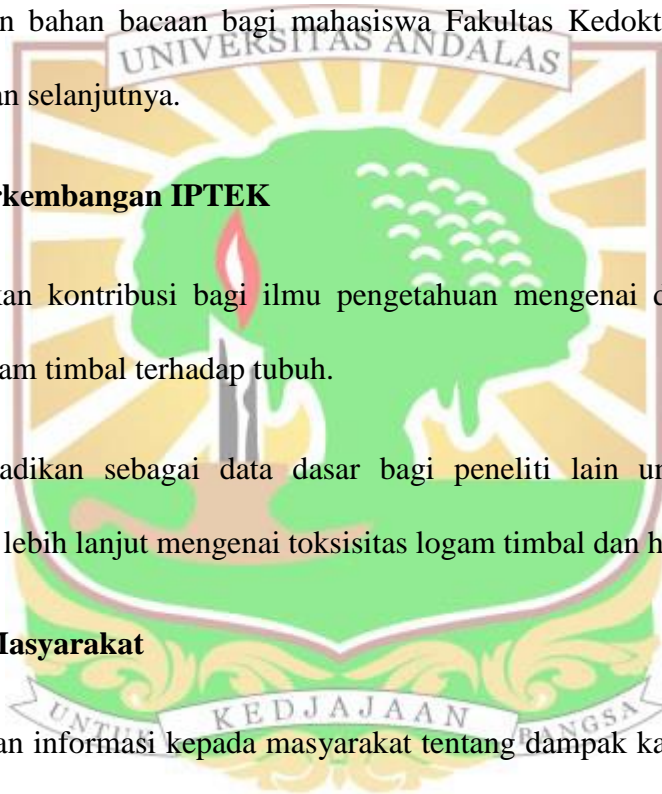 n bahan bacaan bagi mahasiswa Fakultas Kedokt
UNIVERSITAS ANDALAS
an selanjutnya.
rkembangan IPTEK
kan kontribusi bagi ilmu pengetahuan mengenai d
am timbal terhadap tubuh.
adikan sebagai data dasar bagi peneliti lain un
lebih lanjut mengenai toksisitas logam timbal dan h
Masyarakat
UNTUK KEDJAJAAN BANGSA
an informasi kepada masyarakat tentang dampak ka